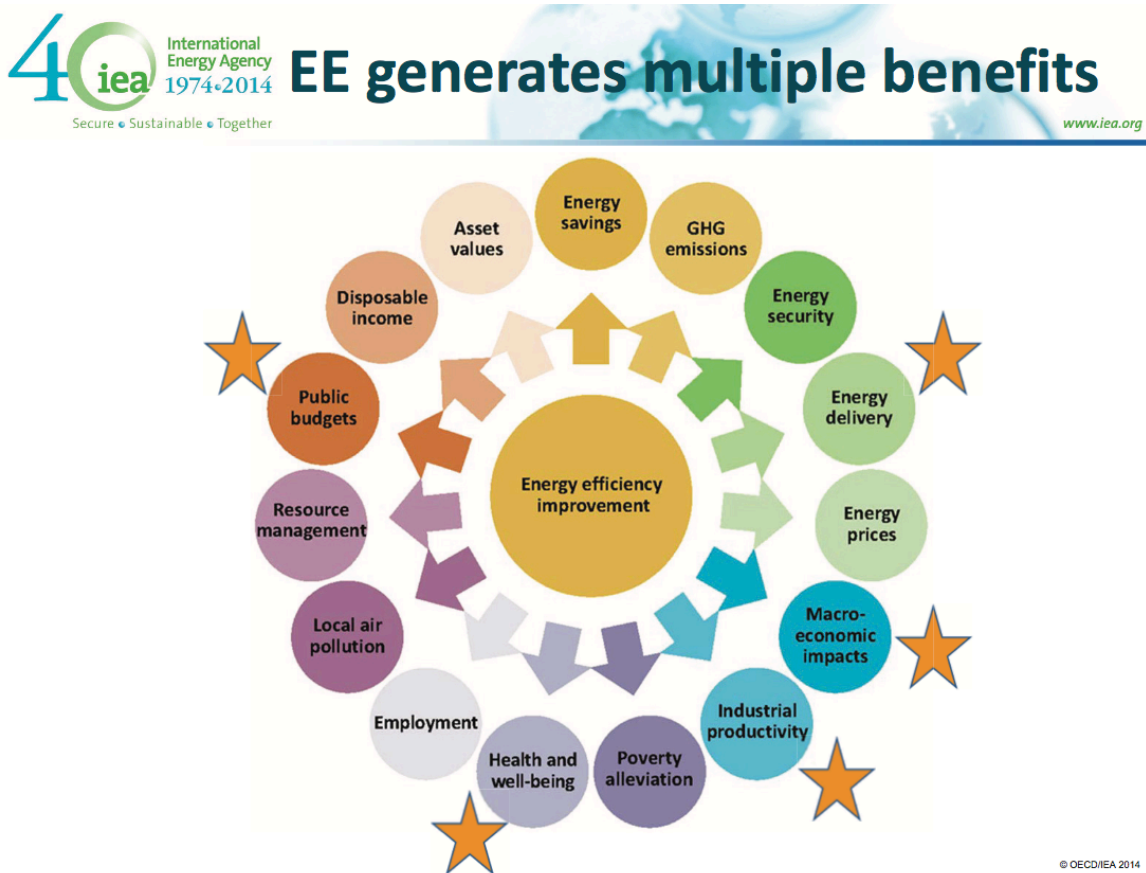 40
iea
International
Energy Agency
1974•2014
Secure • Sustainable • Together
EE generates multiple benefits
www.iea.org
Energy
savings
GHG
emissions
Energy
security
Energy
delivery
Energy
prices
Macro-
economic
impacts
Industrial
productivity
Poverty
alleviation
Health and
well-being
Employment
Local air
pollution
Resource
management
Public
budgets
Disposable
income
Asset
values
Energy efficiency
improvement
© OECD/IEA 2014